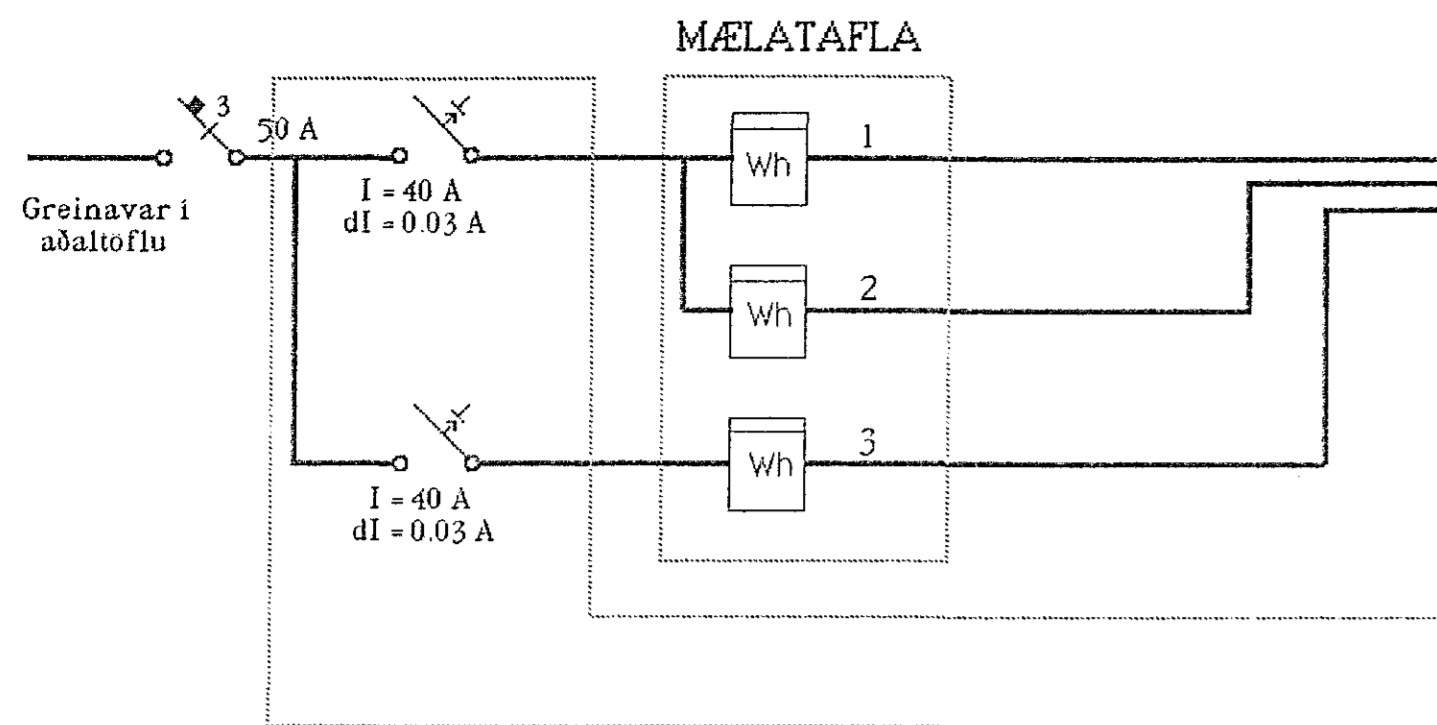 MÆLATAFLA
3
50 A
Greinavar í
aðaltöflu
I = 40 A
dI = 0.03 A
Wh
1
Wh
2
I = 40 A
dI = 0.03 A
Wh
3